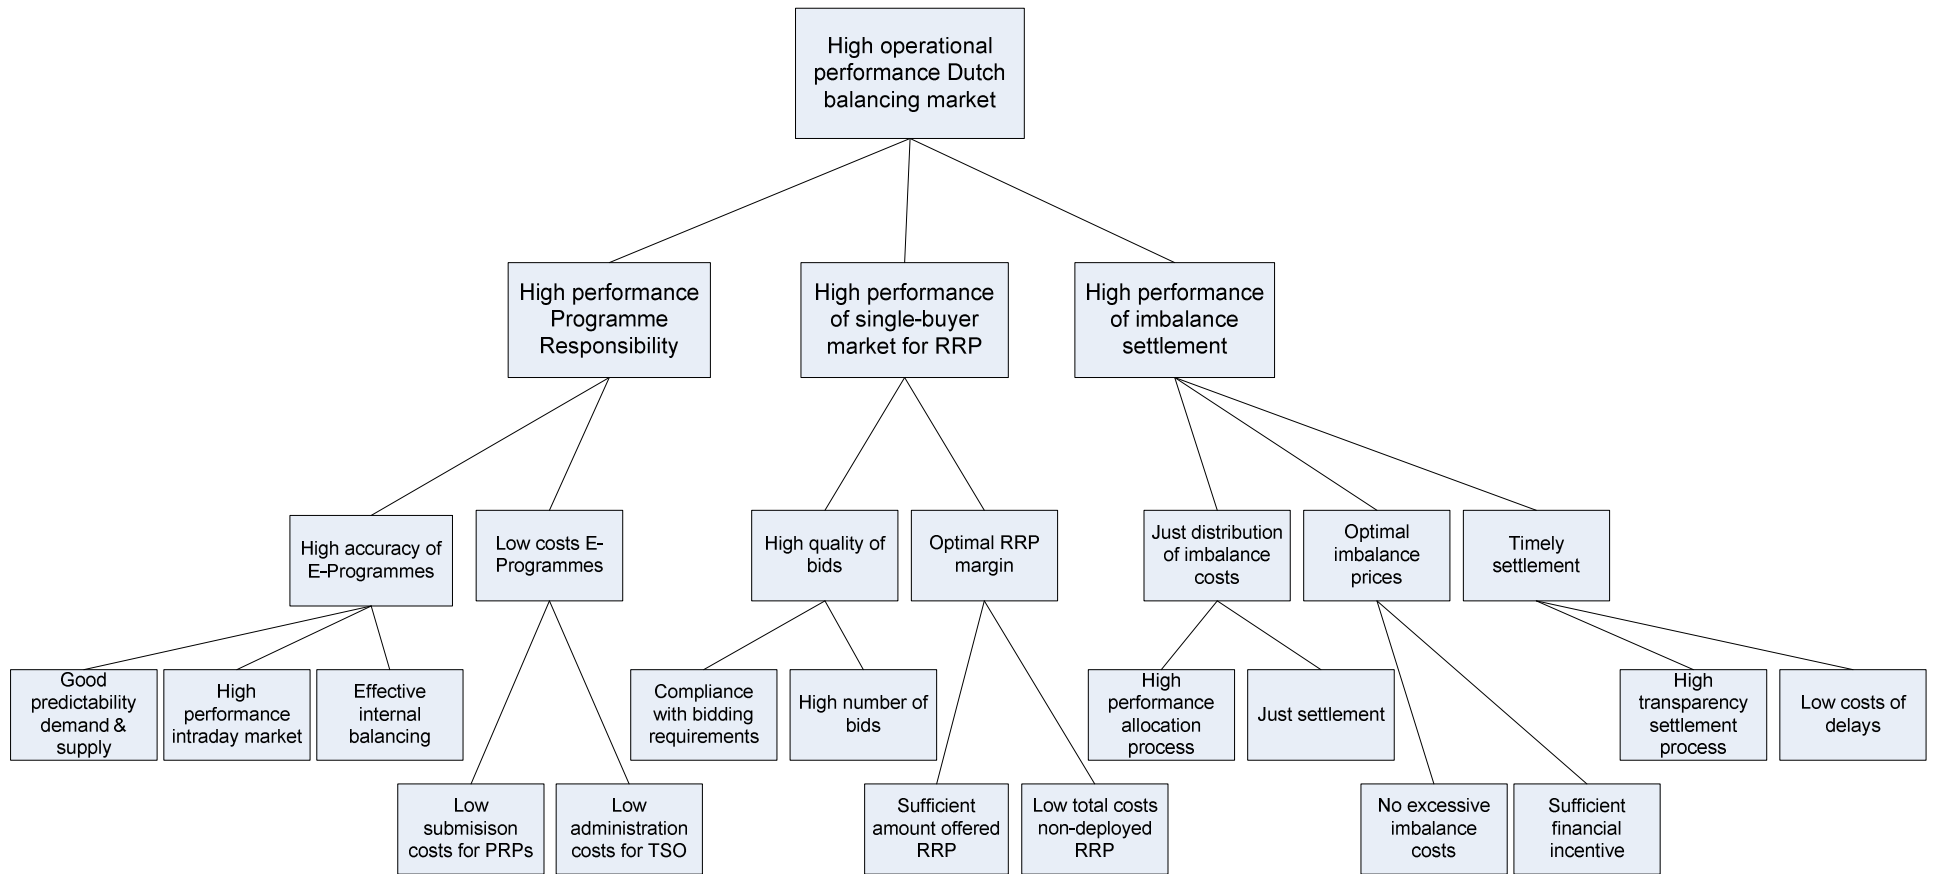 High operational
performance Dutch
balancing market
High performance
Programme
Responsibility
High performance
of single-buyer
market for RRP
High performance
of imbalance
settlement
High accuracy of
E-Programmes
Low costs E-
Programmes
High quality of
bids
Optimal RRP
margin
Just distribution
of imbalance
costs
Optimal
imbalance
prices
Timely
settlement
Good
predictability
demand &
supply
High
performance
intraday market
Effective
internal
balancing
Compliance
with bidding
requirements
High number of
bids
High
performance
allocation
process
Just settlement
High
transparency
settlement
process
Low costs of
delays
Low
submisison
costs for PRPs
Low
administration
costs for TSO
Sufficient
amount offered
RRP
Low total costs
non-deployed
RRP
No excessive
imbalance
costs
Sufficient
financial
incentive